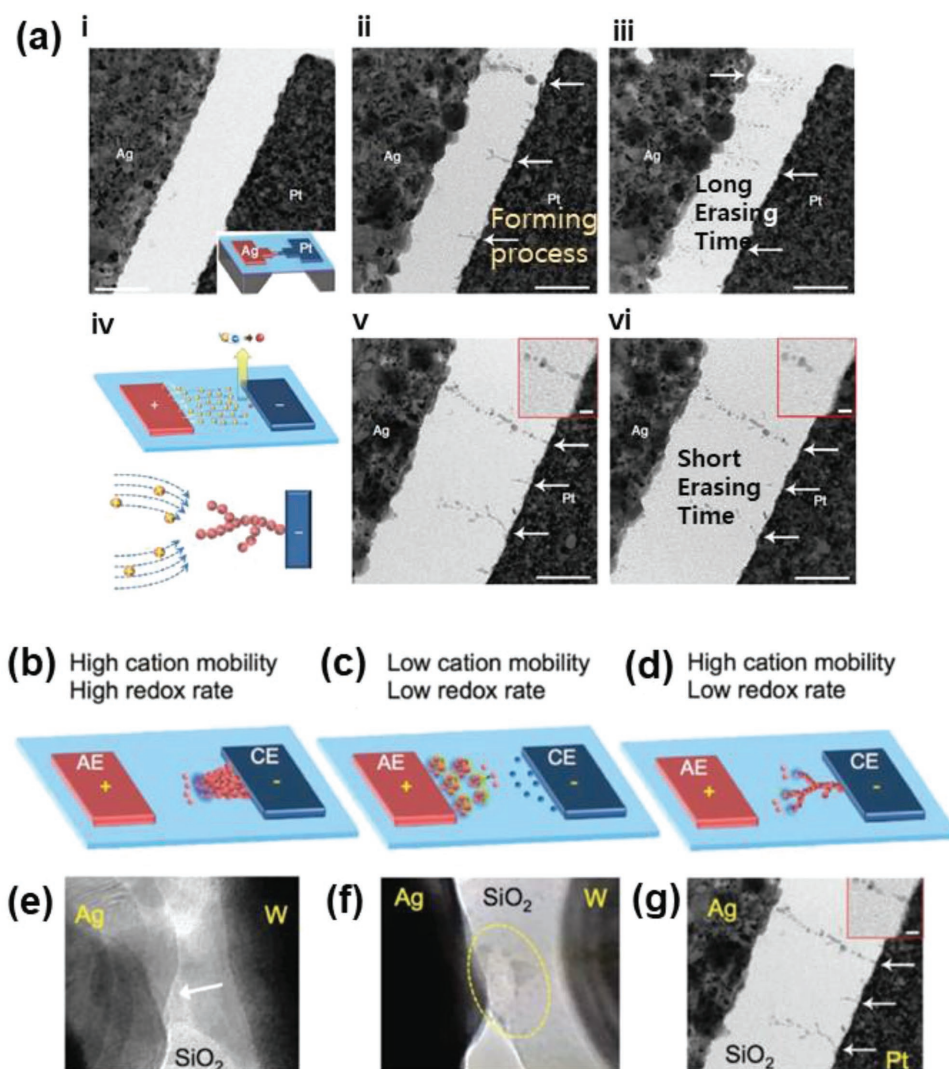 (a)
i
ii
iii
Ag
Pt
Ag
Pt
Ag
Pt
Forming
process
Ag
Pt
Long
Erasing
Time
iv
v
vi
+
-
-
Ag
Pt
Ag
Pt
Short
Erasing
Time
(b) High cation mobility
High redox rate
(c) Low cation mobility
Low redox rate
(d) High cation mobility
Low redox rate
AE
+
CE
-
AE
+
CE
-
AE
+
CE
-
(e)
Ag
W
SiO₂
(f)
Ag
SiO₂
W
(g)
Ag
SiO₂
Pt